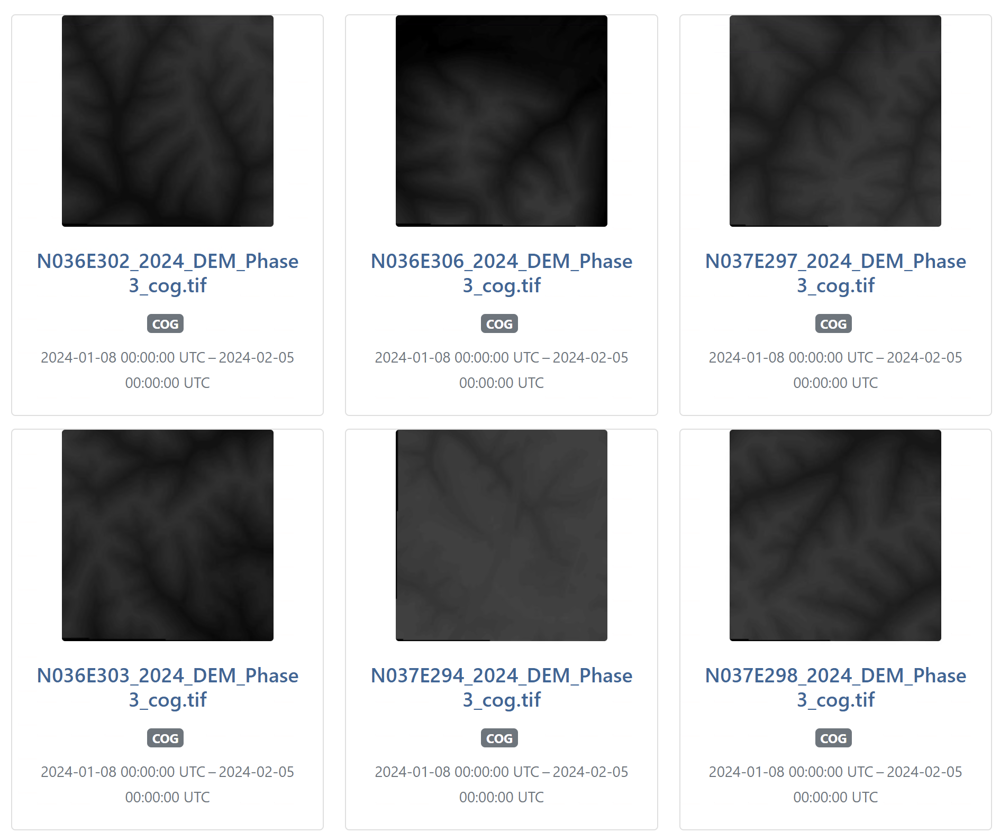 N036E302_2024_DEM_Phase
3_cog.tif
COG
2024-01-08 00:00:00 UTC – 2024-02-05
00:00:00 UTC
N036E306_2024_DEM_Phase
3_cog.tif
COG
2024-01-08 00:00:00 UTC – 2024-02-05
00:00:00 UTC
N037E297_2024_DEM_Phase
3_cog.tif
COG
2024-01-08 00:00:00 UTC – 2024-02-05
00:00:00 UTC
N036E303_2024_DEM_Phase
3_cog.tif
COG
2024-01-08 00:00:00 UTC – 2024-02-05
00:00:00 UTC
N037E294_2024_DEM_Phase
3_cog.tif
COG
2024-01-08 00:00:00 UTC – 2024-02-05
00:00:00 UTC
N037E298_2024_DEM_Phase
3_cog.tif
COG
2024-01-08 00:00:00 UTC – 2024-02-05
00:00:00 UTC